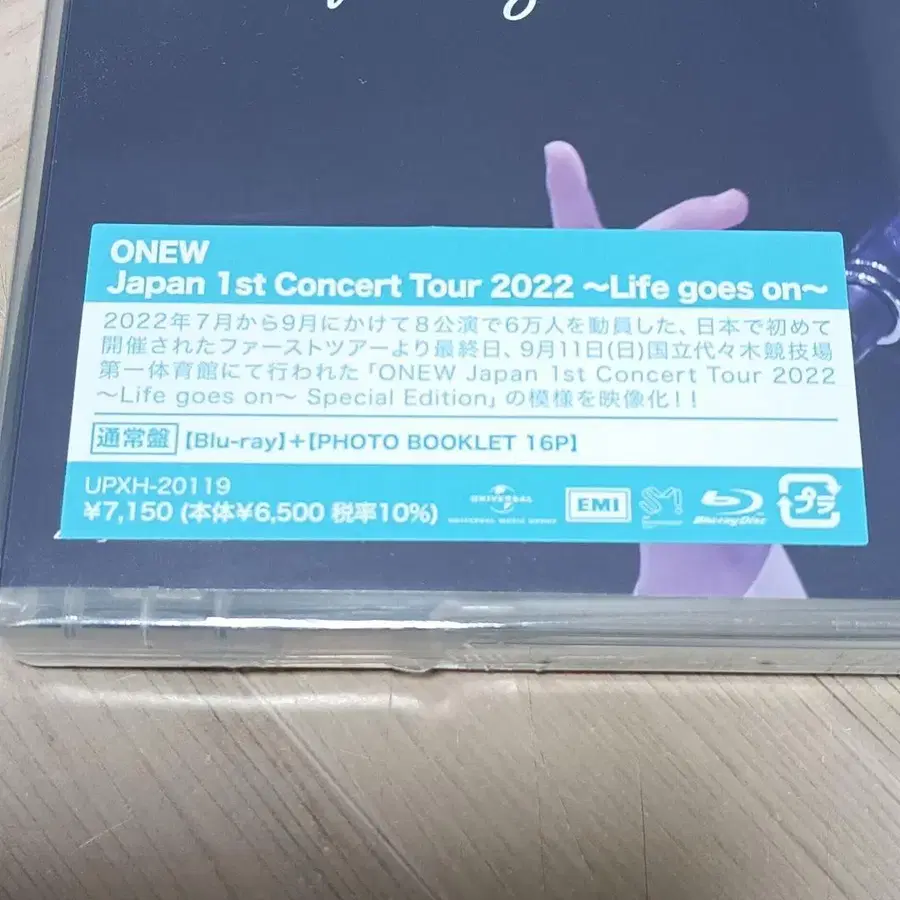 ONEW
Japan 1st Concert Tour 2022 ～Life goes on～
2022年7月から9月にかけて8公演で6万人を動員した、日本で初めて
開催されたファーストツアーより最終日、9月11日(日)国立代々木競技場
第一体育館にて行われた「ONEW Japan 1st Concert Tour 2022
～Life goes on～ Special Edition」の模様を映像化！！
通常盤 【Blu-ray】+【PHOTO BOOKLET 16P】
UPXH-20119
¥7,150 (本体¥6,500 税率10%)
UNIVERSAL
UNIVERSAL MUSIC GROUP
EMI
SM
Blu-ray Disc
プラ